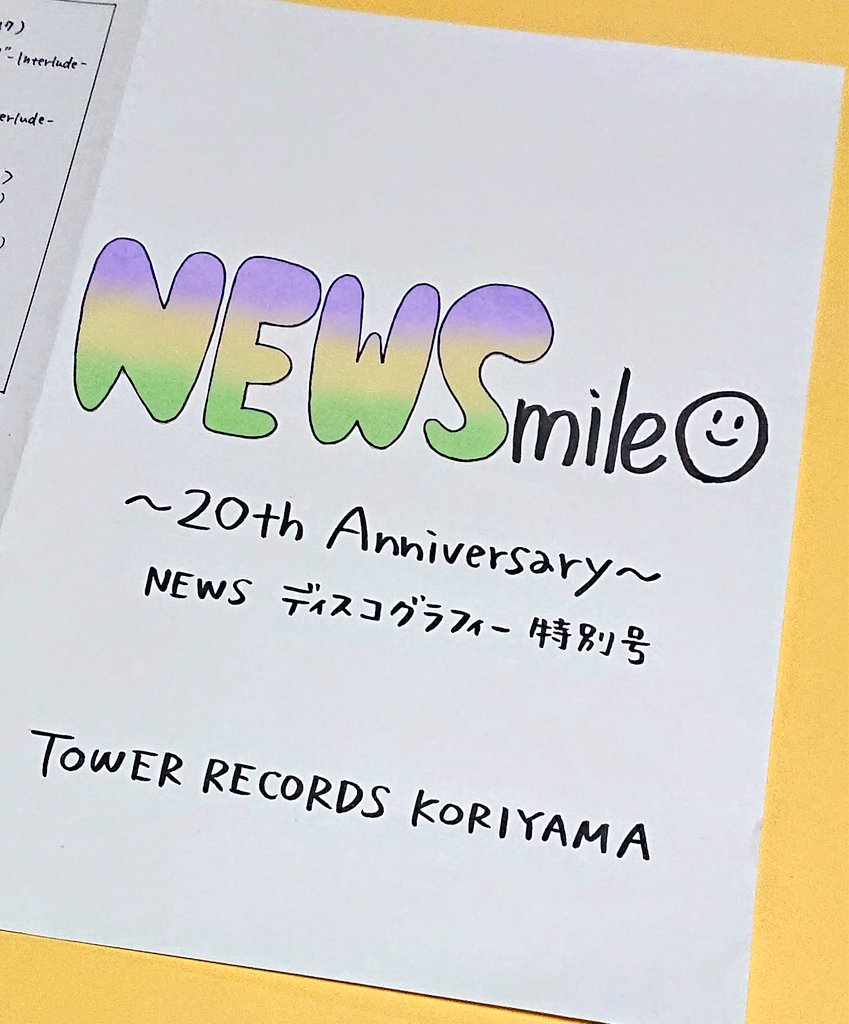 -Interlude-
NEWSmile
～20th Anniversary～
NEWS ディスコグラフィー 特別号
TOWER RECORDS KORIYAMA